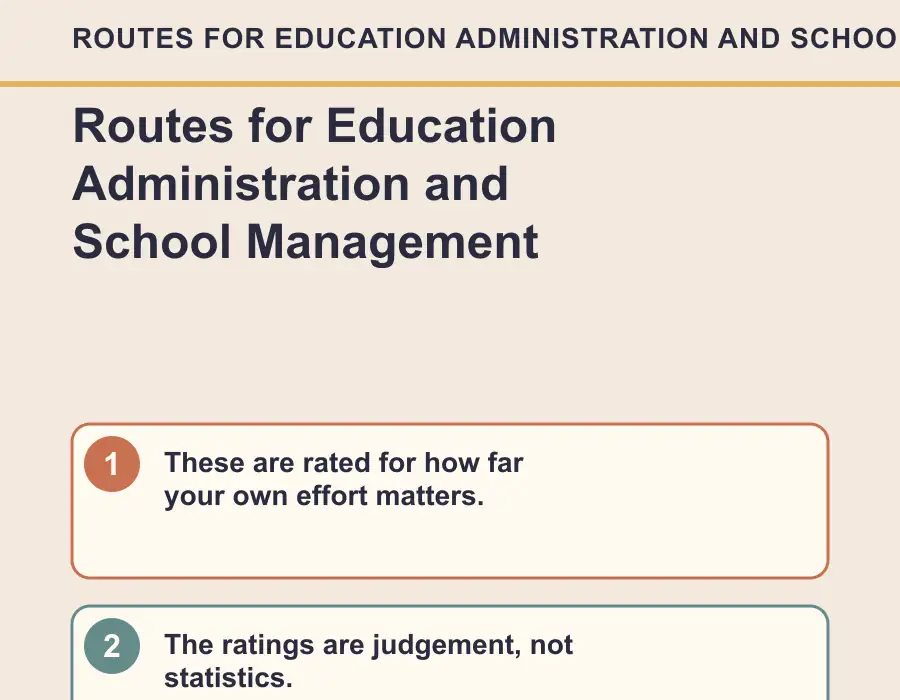 ROUTES FOR EDUCATION ADMINISTRATION AND SCHOO
Routes for Education
Administration and
School Management
1
These are rated for how far
your own effort matters.
2
The ratings are judgement, not
statistics.